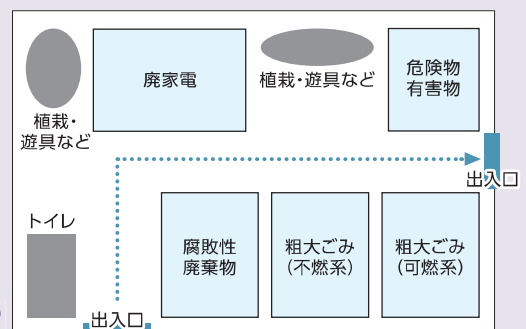 廃家電
植栽･遊具など
危険物
有害物
植栽･
遊具など
出入口
トイレ
腐敗性
廃棄物
粗大ごみ
(不燃系)
粗大ごみ
(可燃系)
出入口